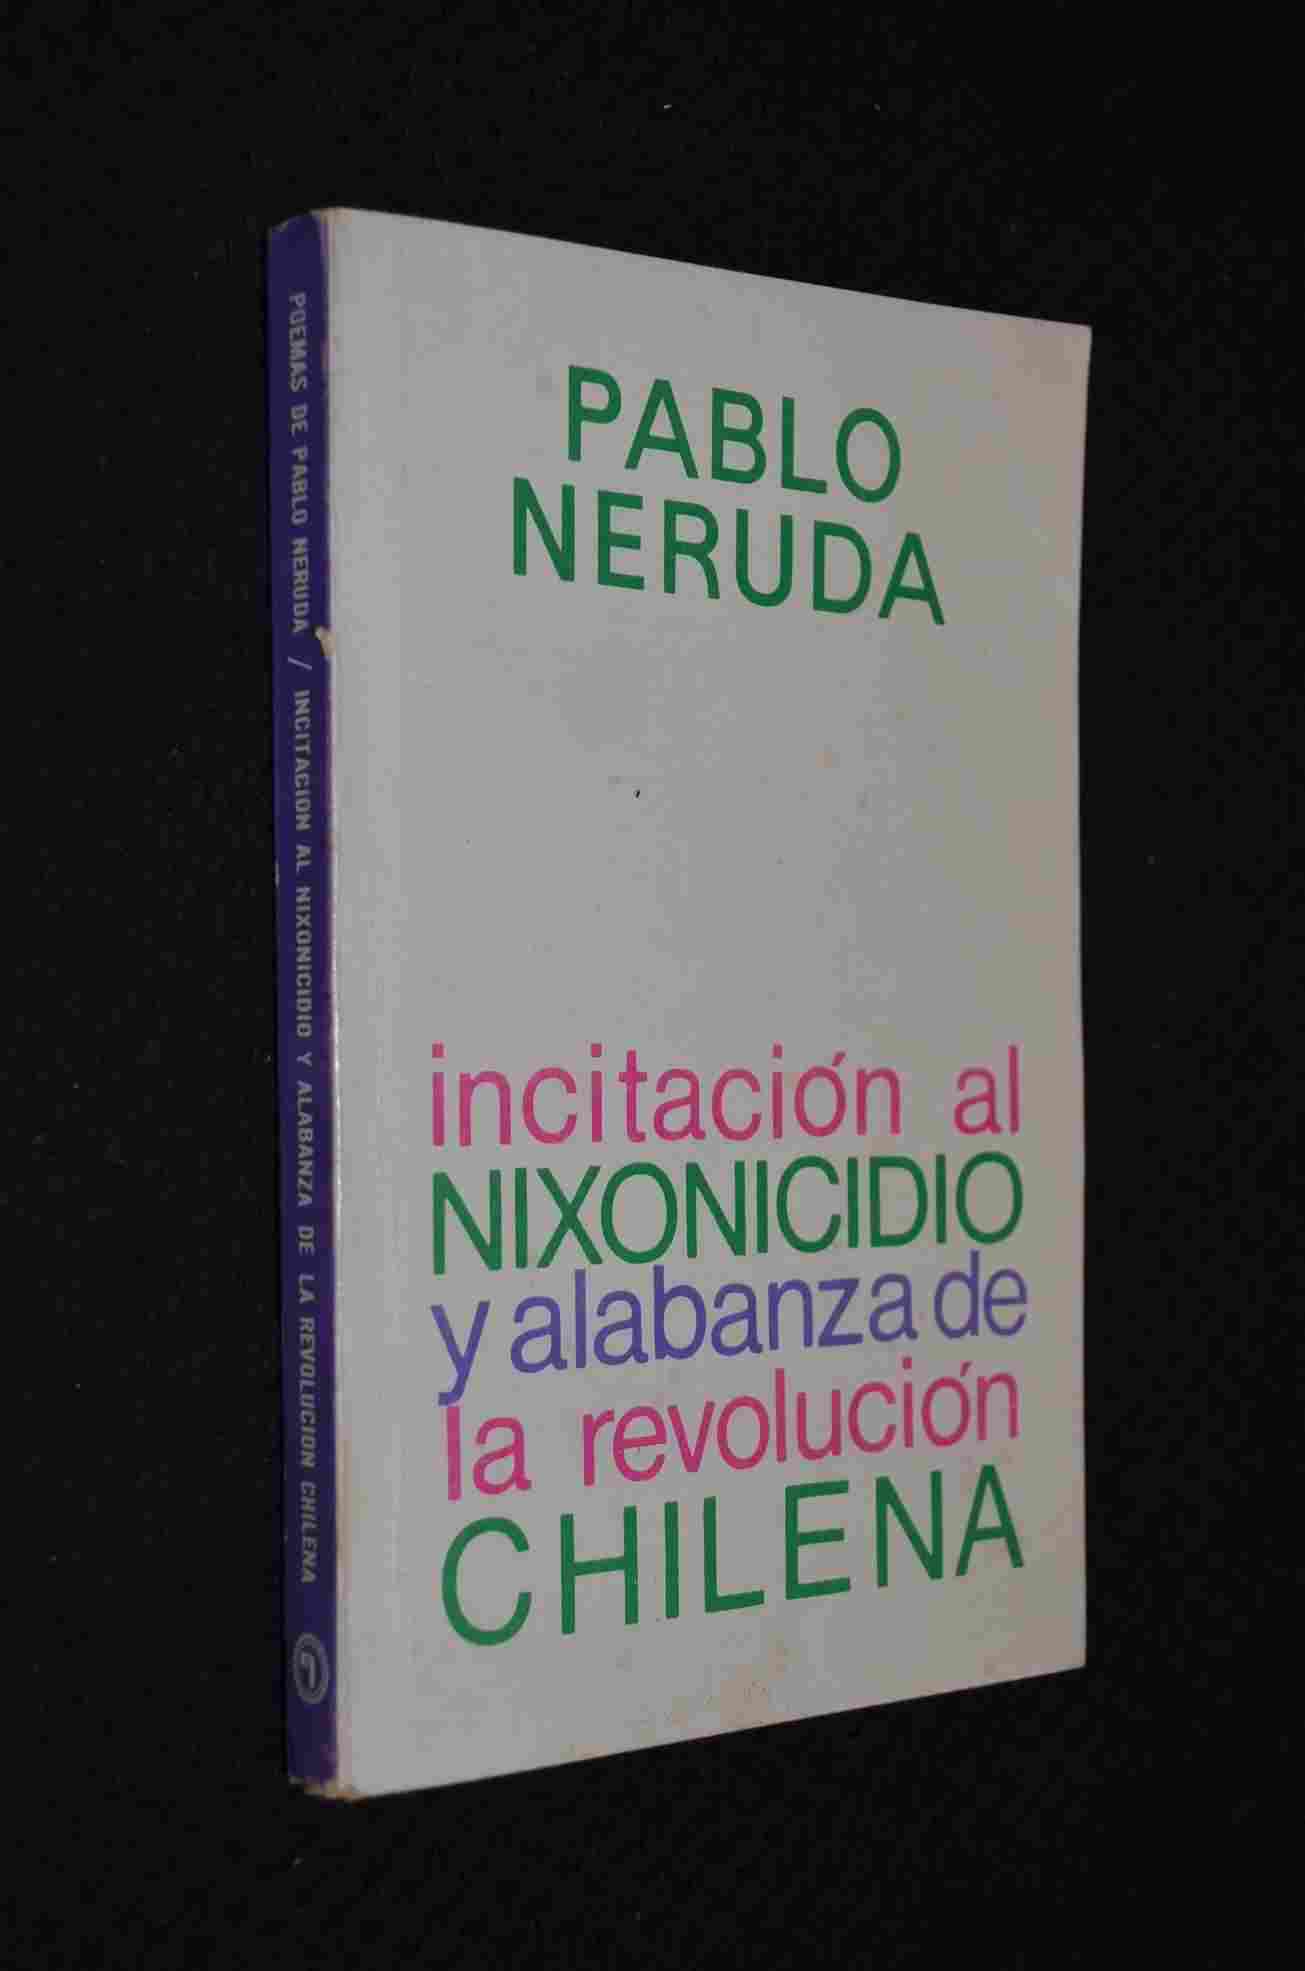 POEMAS DE PABLO NERUDA / INCITACION AL NIXONICIDIO Y ALABANZA DE LA REVOLUCION CHILENA
PABLO
NERUDA
incitación al
NIXONICIDIO
y alabanza de
la revolución
CHILENA